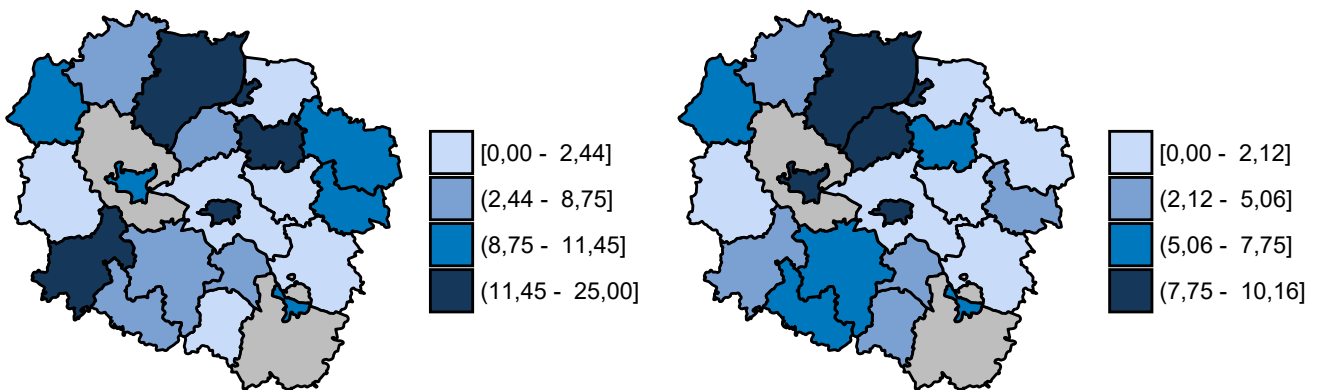 [0,00 - 2,44]
(2,44 - 8,75]
(8,75 - 11,45]
(11,45 - 25,00]
[0,00 - 2,12]
(2,12 - 5,06]
(5,06 - 7,75]
(7,75 - 10,16]